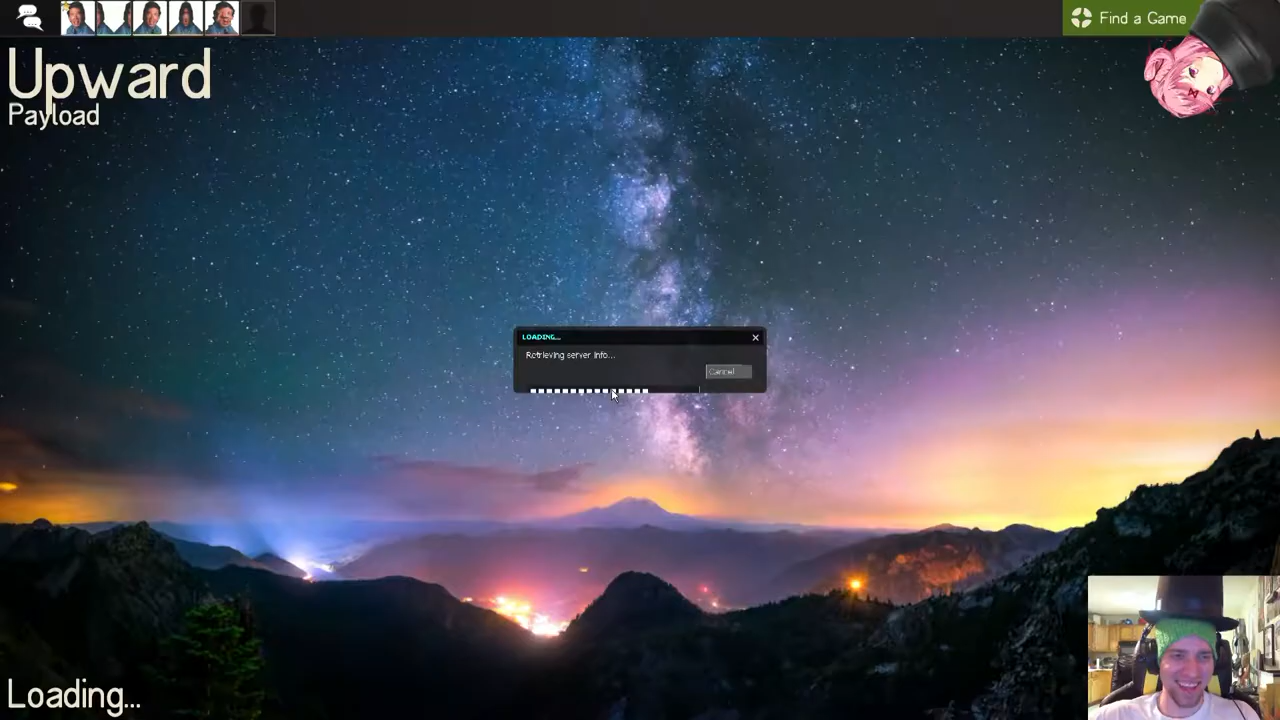 Find a Game
Upward
Payload
LOADING...
Retrieving server info...
Cancel
Loading...